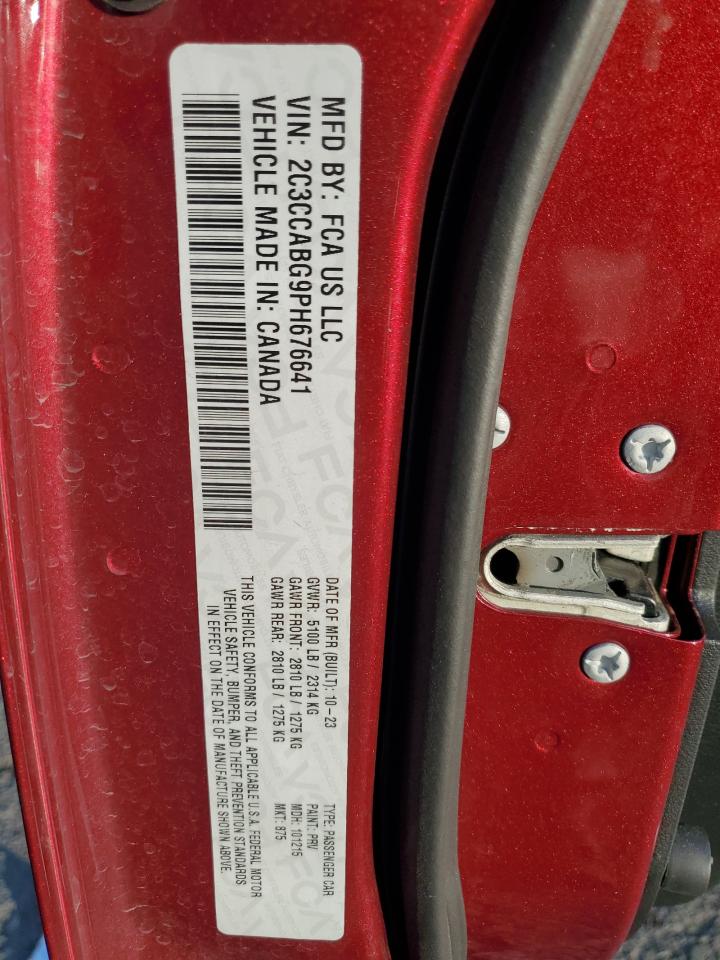 MFD BY: FCA US LLC
VIN: 2C3CCABG9PH676641
VEHICLE MADE IN: CANADA
DATE OF MFR (BUILT): 10-23
GVWR: 5100 LB / 2314 KG
GAWR FRONT: 2810 LB / 1275 KG
GAWR REAR: 2810 LB / 1275 KG
TYPE: PASSENGER CAR
PAINT: PRV
MDH: 101215
MKT: 875
THIS VEHICLE CONFORMS TO ALL APPLICABLE U.S.A. FEDERAL MOTOR
VEHICLE SAFETY, BUMPER, AND THEFT PREVENTION STANDARDS
IN EFFECT ON THE DATE OF MANUFACTURE SHOWN ABOVE.